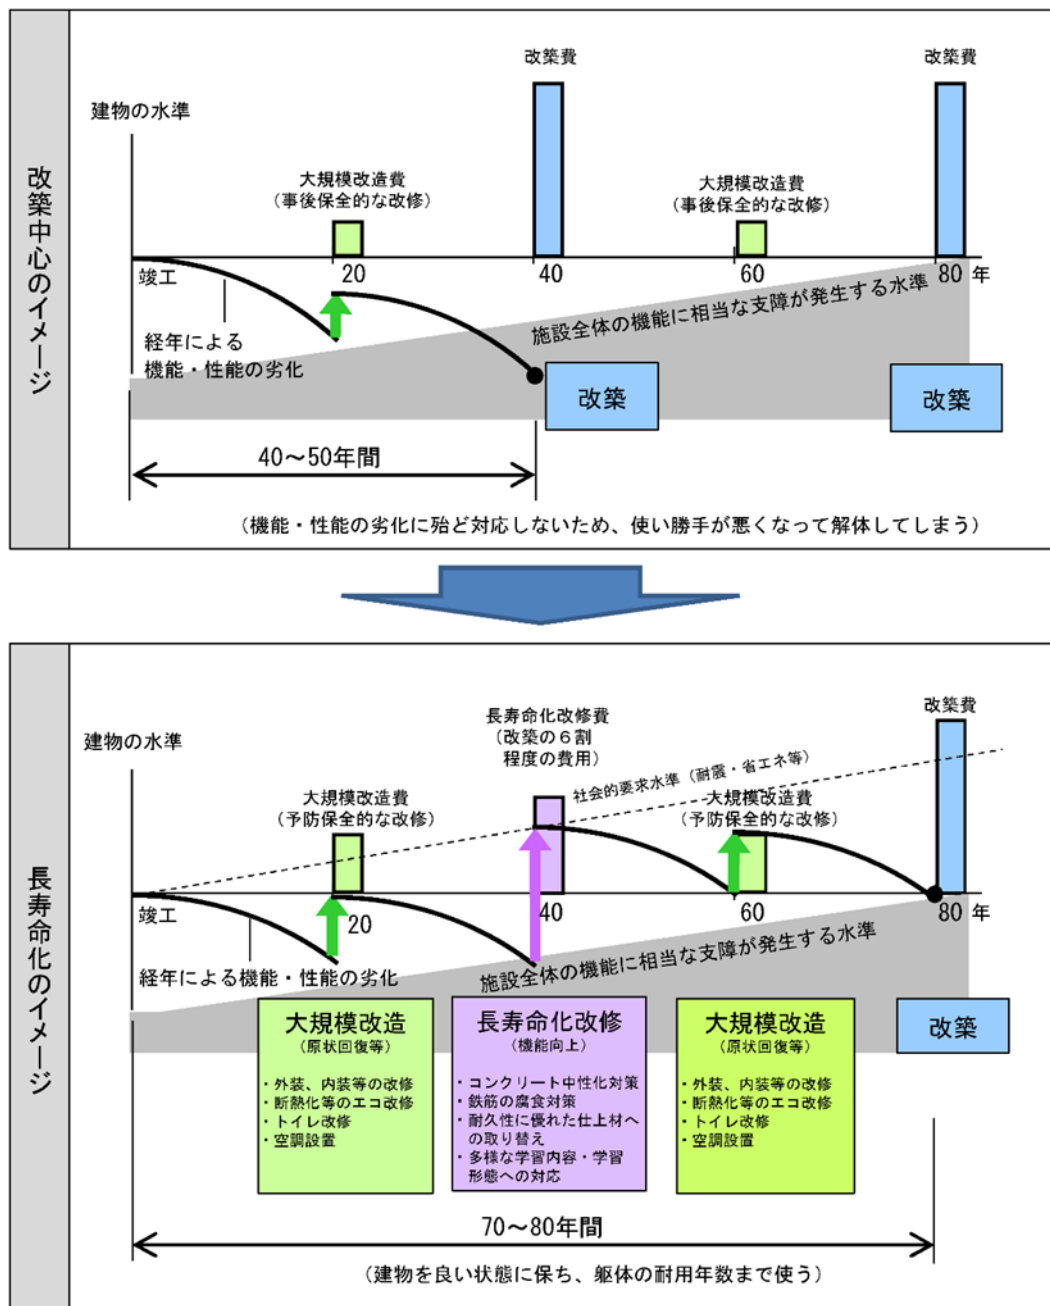 改築中心のイメージ
改築費
改築費
建物の水準
大規模改造費
（事後保全的な改修）
大規模改造費
（事後保全的な改修）
竣工
20
40
60
80 年
施設全体の機能に相当な支障が発生する水準
経年による
機能・性能の劣化
改築
改築
40～50年間
（機能・性能の劣化に殆ど対応しないため、使い勝手が悪くなって解体してしまう）
長寿命化のイメージ
改築費
長寿命化改修費
（改築の６割
程度の費用）
建物の水準
社会的要求水準（耐震・省エネ等）
大規模改造費
（予防保全的な改修）
大規模改造費
（予防保全的な改修）
竣工
20
40
60
80 年
施設全体の機能に相当な支障が発生する水準
経年による機能・性能の劣化
大規模改造
（原状回復等）
・外装、内装等の改修
・断熱化等のエコ改修
・トイレ改修
・空調設置
長寿命化改修
（機能向上）
・コンクリート中性化対策
・鉄筋の腐食対策
・耐久性に優れた仕上材へ
の取り替え
・多様な学習内容・学習
形態への対応
大規模改造
（原状回復等）
・外装、内装等の改修
・断熱化等のエコ改修
・トイレ改修
・空調設置
改築
70～80年間
（建物を良い状態に保ち、躯体の耐用年数まで使う）